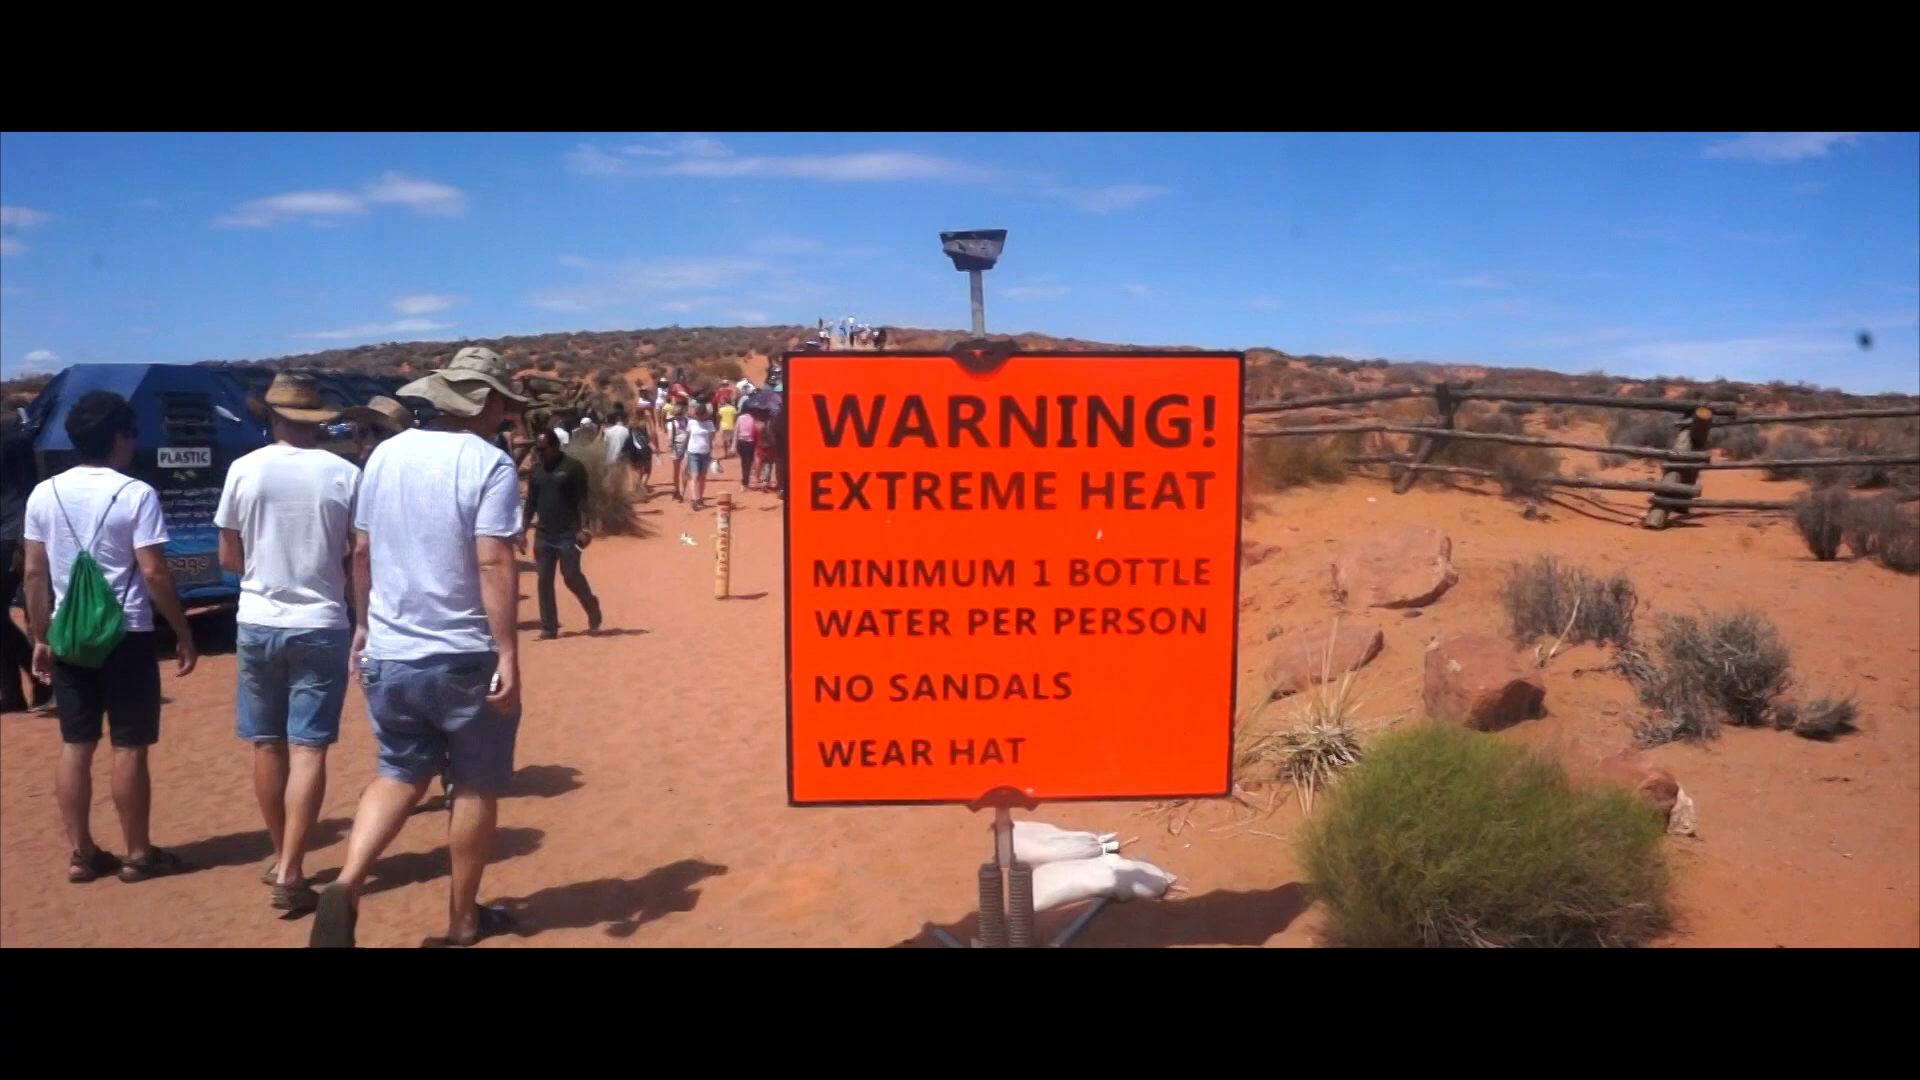 PLASTIC
WARNING!
EXTREME HEAT
MINIMUM 1 BOTTLE
WATER PER PERSON
NO SANDALS
WEAR HAT